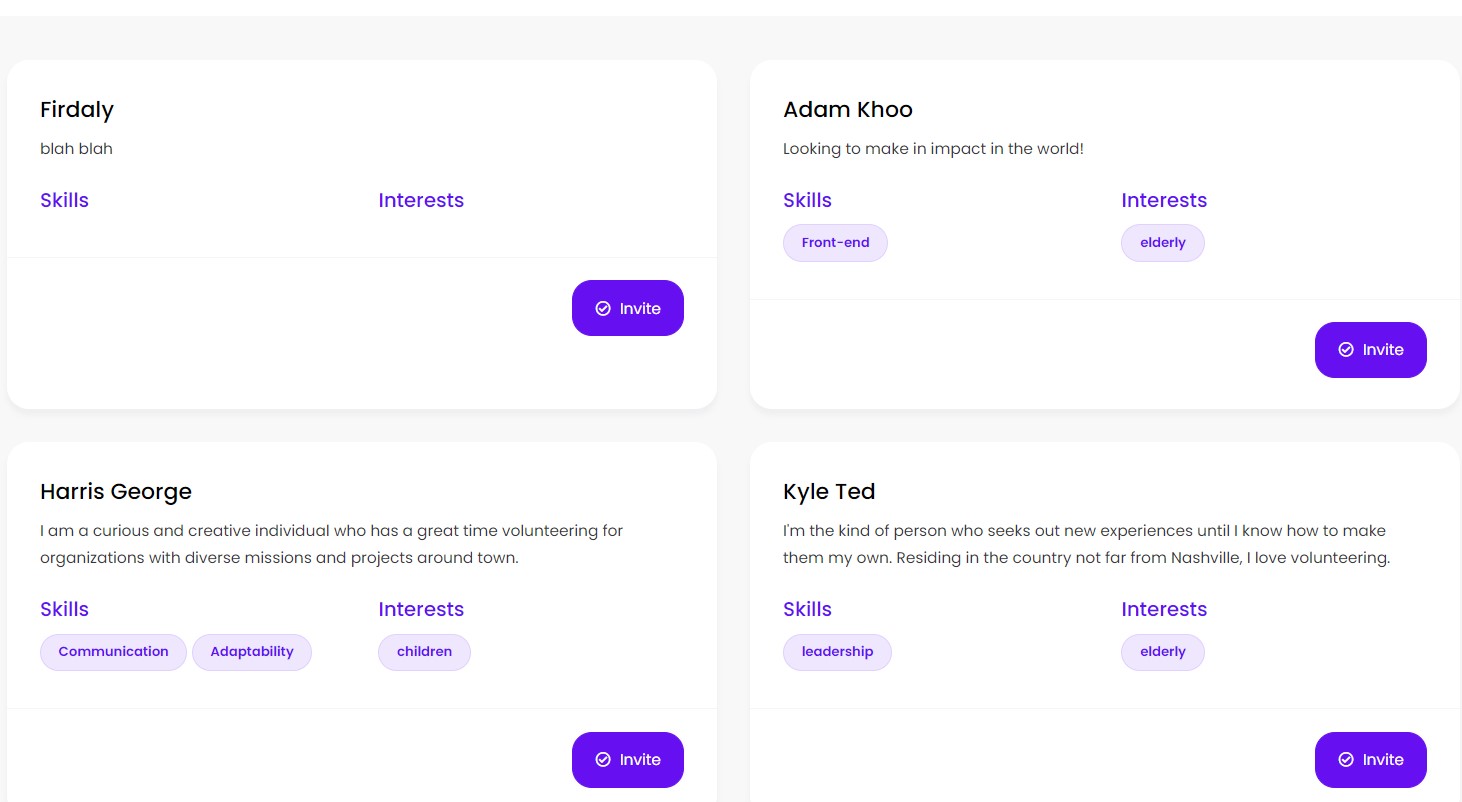 Firdaly
blah blah
Skills
Interests
Invite
Adam Khoo
Looking to make in impact in the world!
Skills
Interests
Front-end
elderly
Invite
Harris George
I am a curious and creative individual who has a great time volunteering for
organizations with diverse missions and projects around town.
Skills
Interests
Communication
Adaptability
children
Invite
Kyle Ted
I'm the kind of person who seeks out new experiences until I know how to make
them my own. Residing in the country not far from Nashville, I love volunteering.
Skills
Interests
leadership
elderly
Invite